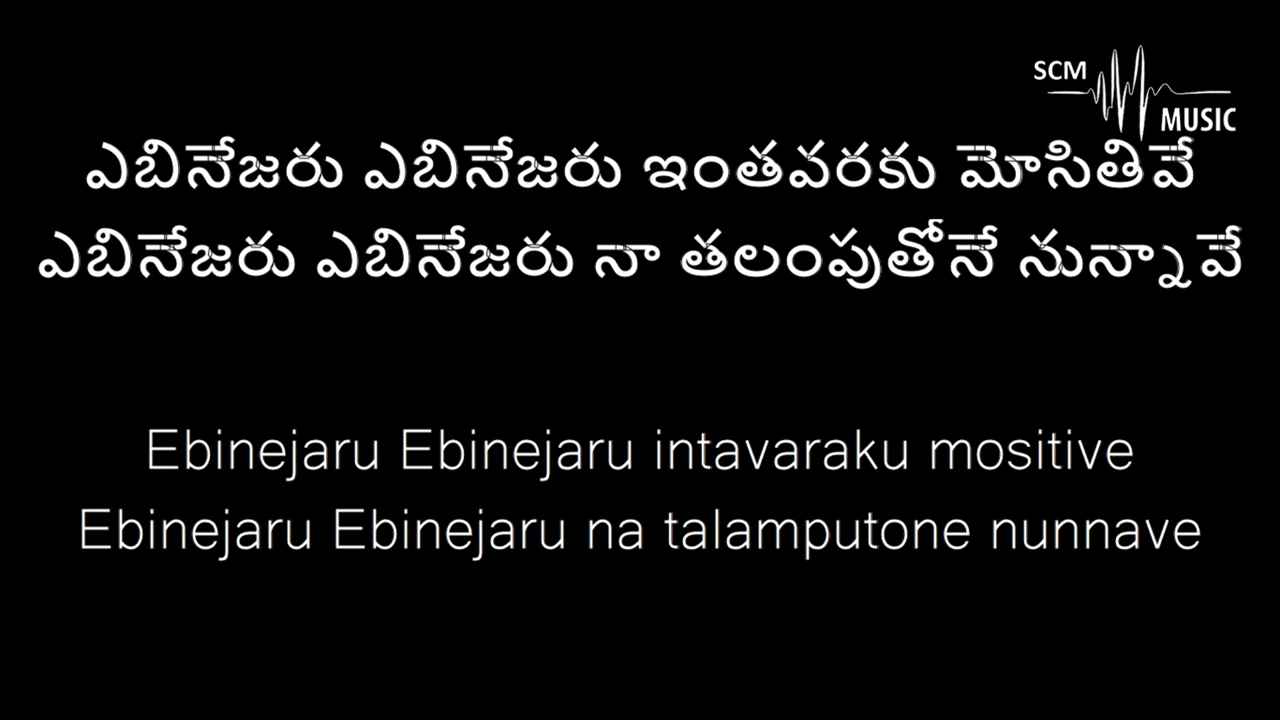 SCM
MUSIC
ఎబినేజరు ఎబినేజరు ఇంతవరకు మోసితివే
ఎబినేజరు ఎబినేజరు నా తలంపుతోనే నున్నావే
Ebinejaru Ebinejaru intavaraku mositive
Ebinejaru Ebinejaru na talamputone nunnave